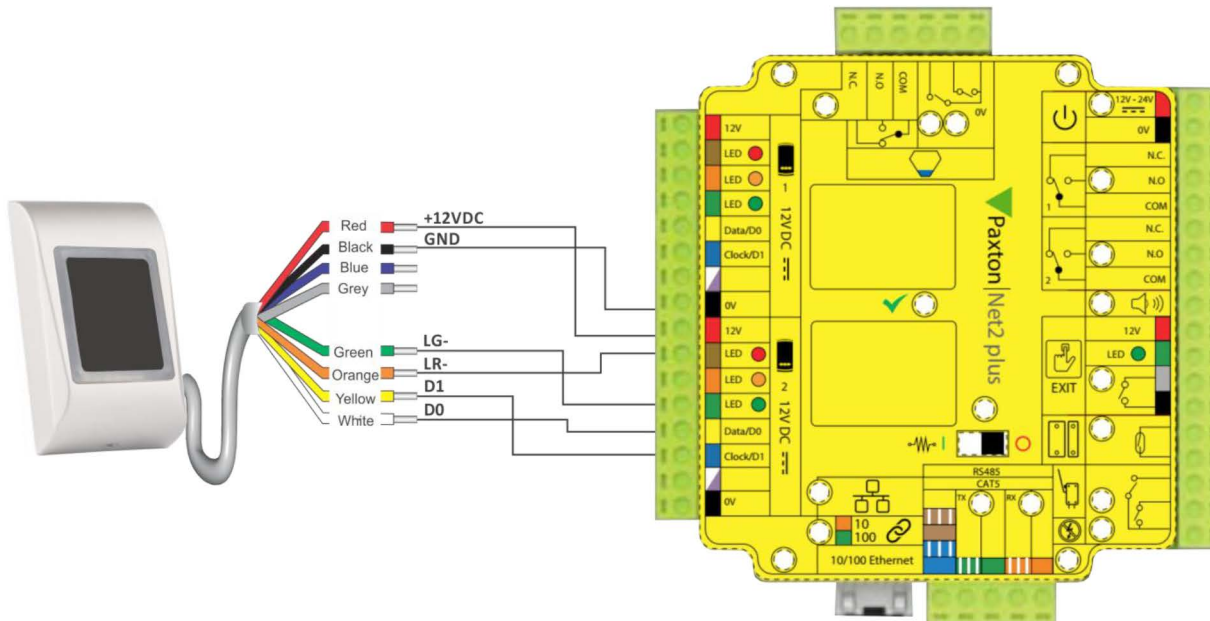 Red
+12VDC
Black
GND
Blue
Grey
Green
LG-
Orange
LR-
Yellow
D1
White
D0
N.C.
N.O
COM
0V
12V
LED
LED
LED
Data/D0
Clock/D1
0V
1
12V DC
12V
LED
LED
LED
Data/D0
Clock/D1
0V
2
12V DC
Paxton
Net2 plus
12V - 24V
0V
N.C.
N.O
COM
1
N.C.
N.O
COM
2
12V
LED
EXIT
RS485
CAT5
TX
RX
10
100
10/100 Ethernet